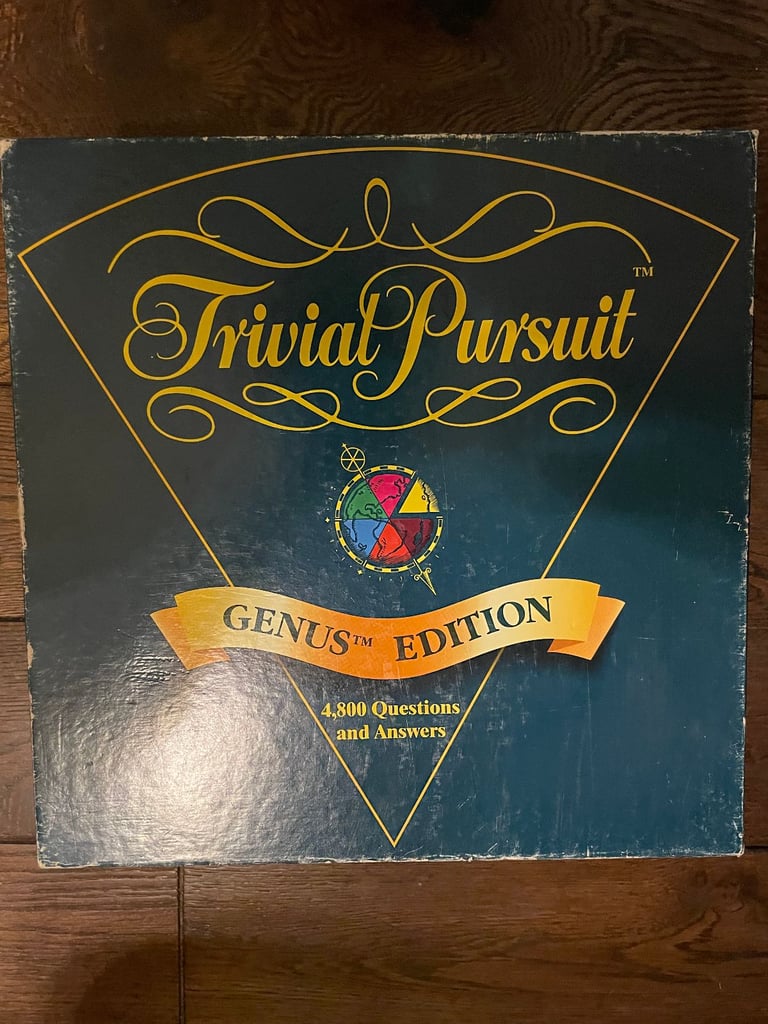 Trivial Pursuit™
GENUS™ EDITION
4,800 Questions
and Answers